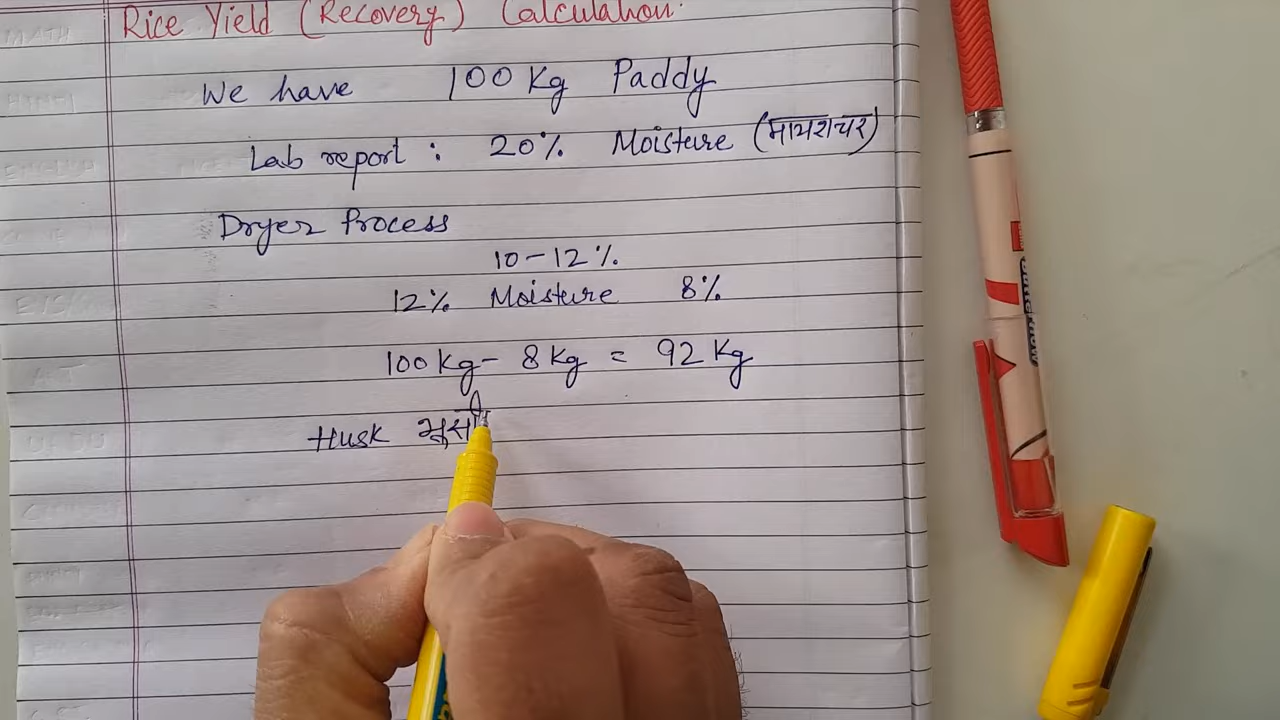 Rice Yield (Recovery) Calculation.
We have 100 Kg Paddy
Lab report : 20% Moisture (मायशचर)
Dryer Process
10-12%
12% Moisture 8%
100 Kg - 8 Kg = 92 Kg
Husk भूसी